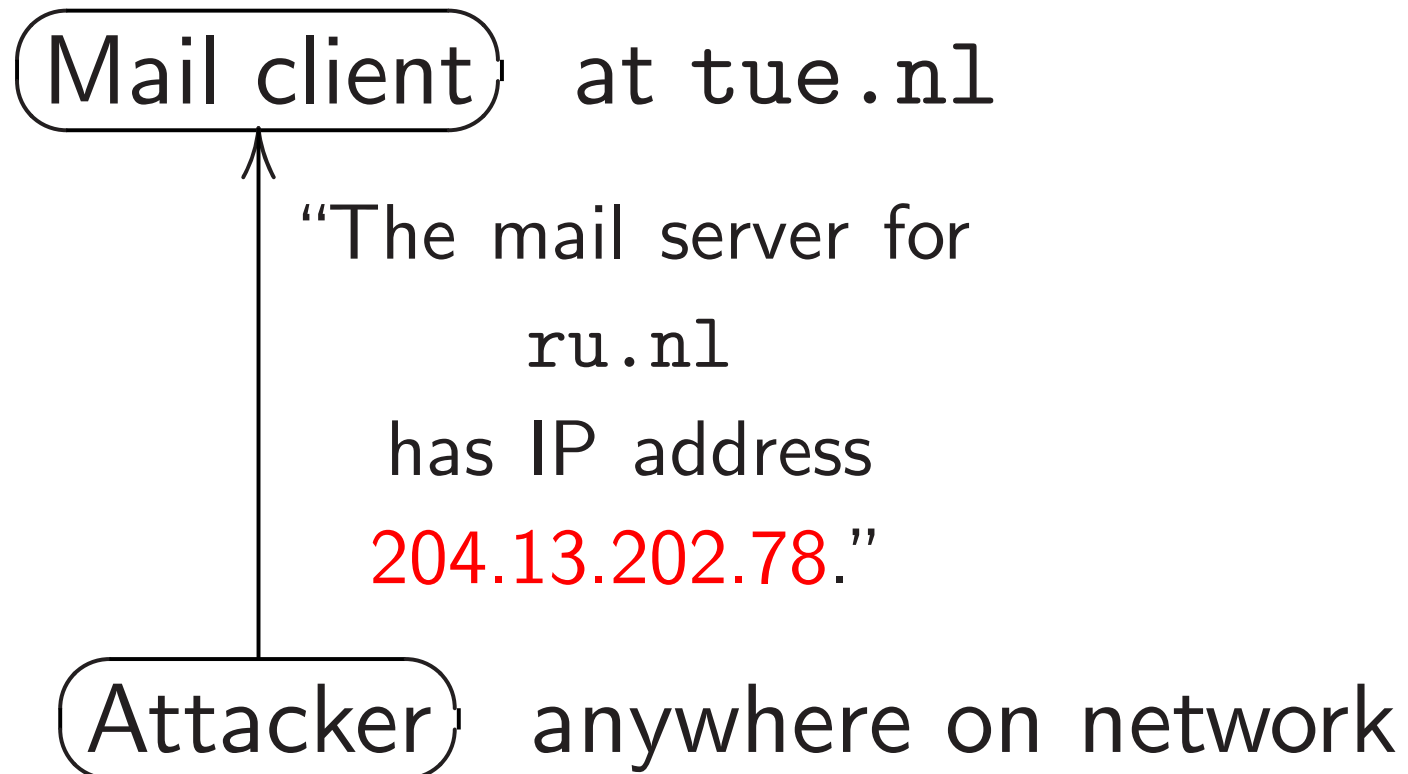 Mail client at tue.nl
“The mail server for
ru.nl
has IP address
204.13.202.78.”
Attacker anywhere on network